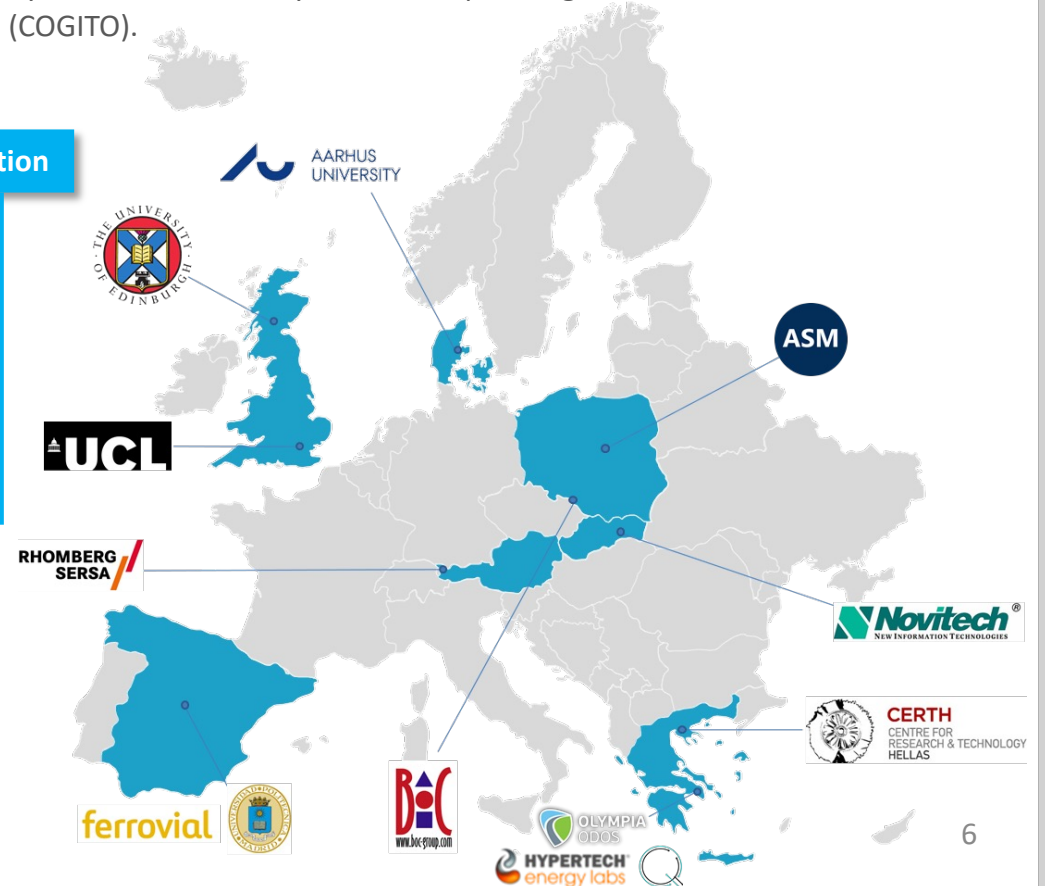 (COGITO).
tion
AARHUS
UNIVERSITY
THE UNIVERSITY
OF EDINBURGH
ASM
UCL
RHOMBERG
SERSA
Novitech®
NEW INFORMATION TECHNOLOGIES
CERTH
CENTRE FOR
RESEARCH & TECHNOLOGY
HELLAS
ferrovial
BOC
www.boc-group.com
OLYMPIA
ODOS
HYPERTECH
energy labs
6